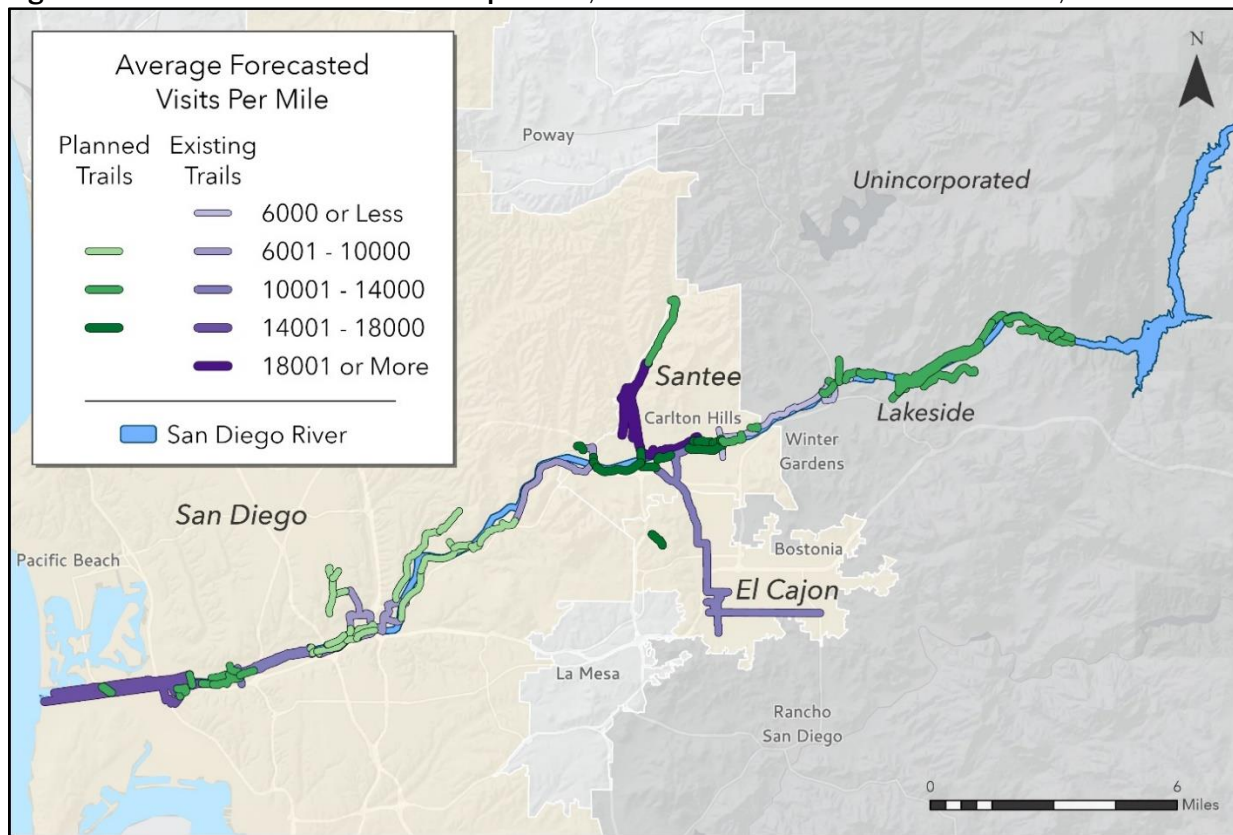 Average Forecasted
Visits Per Mile
Planned Existing
Trails Trails
6000 or Less
6001 - 10000
10001 - 14000
14001 - 18000
18001 or More
San Diego River
N
Poway
Unincorporated
Santee
Carlton Hills
Lakeside
Winter
Gardens
San Diego
Pacific Beach
Bostonia
El Cajon
La Mesa
Rancho
San Diego
0 6
Miles